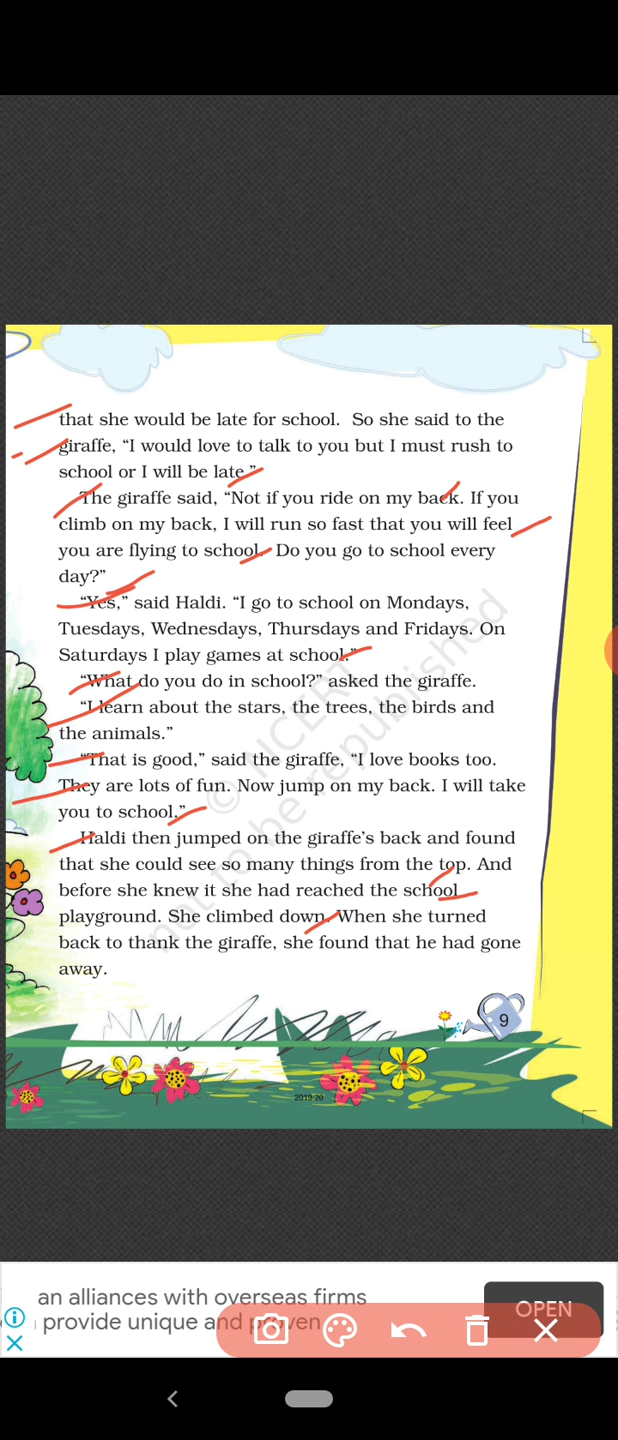 that she would be late for school. So she said to the
giraffe, “I would love to talk to you but I must rush to
school or I will be late.”
The giraffe said, “Not if you ride on my back. If you
climb on my back, I will run so fast that you will feel
you are flying to school. Do you go to school every
day?”
“Yes,” said Haldi. “I go to school on Mondays,
Tuesdays, Wednesdays, Thursdays and Fridays. On
Saturdays I play games at school.”
“What do you do in school?” asked the giraffe.
“I learn about the stars, the trees, the birds and
the animals.”
“That is good,” said the giraffe, “I love books too.
They are lots of fun. Now jump on my back. I will take
you to school.”
Haldi then jumped on the giraffe’s back and found
that she could see so many things from the top. And
before she knew it she had reached the school
playground. She climbed down. When she turned
back to thank the giraffe, she found that he had gone
away.
© NCERT
not to be republished
9
2019-20
an alliances with overseas firms
provide unique and proven
OPEN